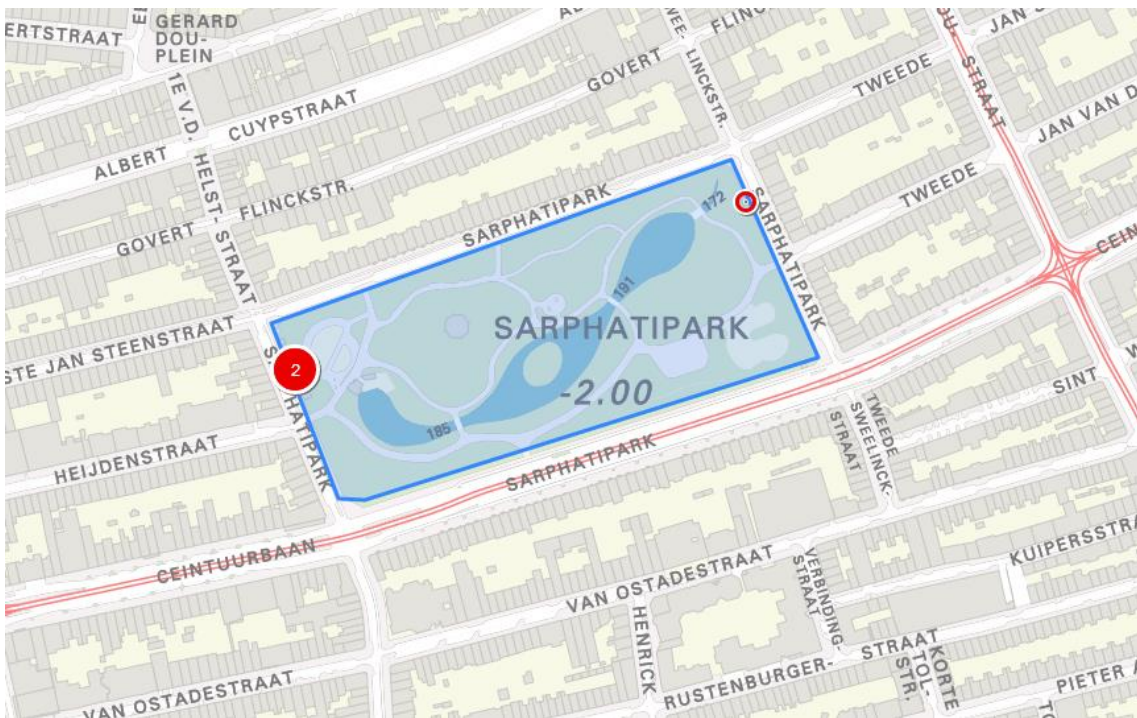 GERARD
DOU-
PLEIN
1E V.D. HELST- STRAAT
ALBERT CUYPSTRAAT
GOVERT FLINCKSTR.
GOVERT
LINCKSTR.
TWEEDE
JAN VAN D
STRAAT
TWEEDE
CEIN
SARPHATIPARK
SARPHATIPARK
172
191
SARPHATIPARK
-2.00
185
2
STE JAN STEENSTRAAT
HEIJDENSTRAAT
SARPHATIPARK
CEINTUURBAAN
TWEEDE
SWEELINCK-
STRAAT
SINT
VAN OSTADESTRAAT
VERBINDING-
STRAAT
KUIPERSSTRA
HENRICK
RUSTENBURGER- STRAAT
KORTE
TOL-
STR.
PIETER A
VAN OSTADESTRAAT